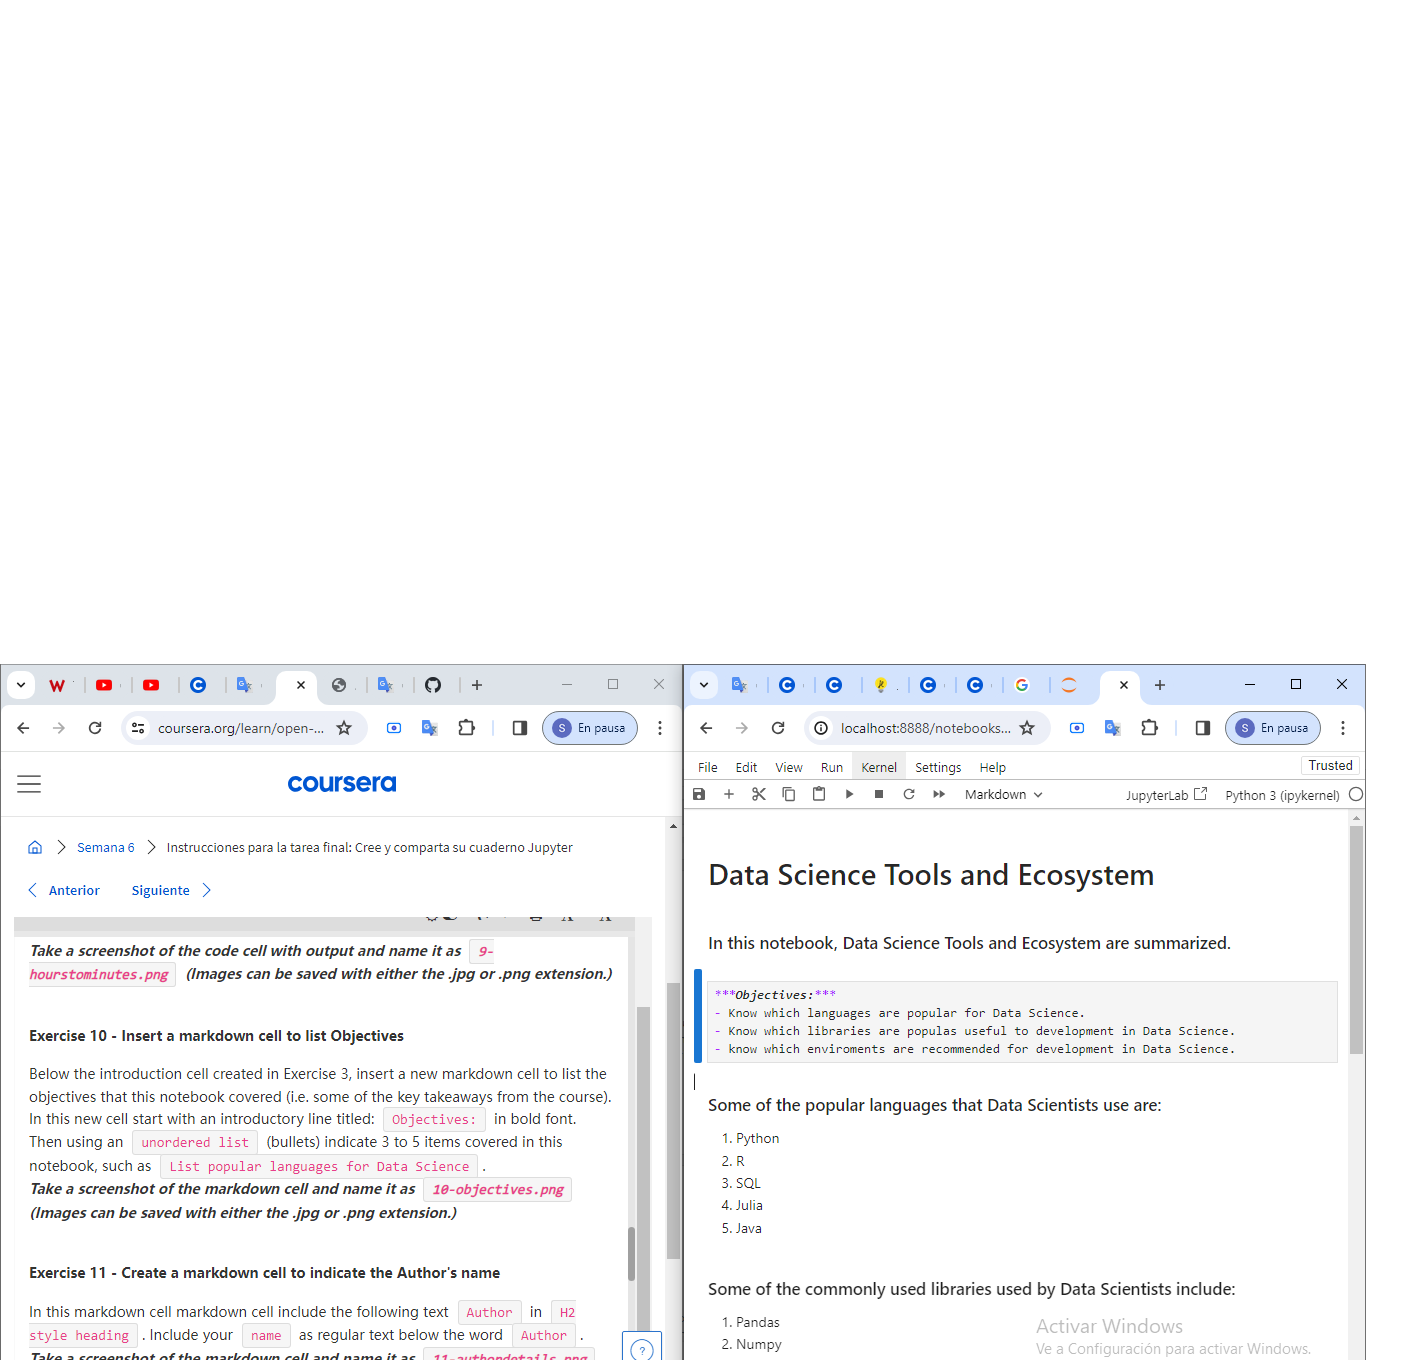 En pausa
coursera.org/learn/open-...
coursera
Semana 6
Instrucciones para la tarea final: Cree y comparta su cuaderno Jupyter
Anterior
Siguiente
Take a screenshot of the code cell with output and name it as 9-
hourstominutes.png (Images can be saved with either the .jpg or .png extension.)
Exercise 10 - Insert a markdown cell to list Objectives
Below the introduction cell created in Exercise 3, insert a new markdown cell to list the
objectives that this notebook covered (i.e. some of the key takeaways from the course).
In this new cell start with an introductory line titled: Objectives: in bold font.
Then using an unordered list (bullets) indicate 3 to 5 items covered in this
notebook, such as List popular languages for Data Science .
Take a screenshot of the markdown cell and name it as 10-objectives.png
(Images can be saved with either the .jpg or .png extension.)
Exercise 11 - Create a markdown cell to indicate the Author's name
In this markdown cell markdown cell include the following text Author in H2
style heading . Include your name as regular text below the word Author .
Take a screenshot of the markdown cell and name it as 11-authordetails.png
localhost:8888/notebooks...
S En pausa
File Edit View Run Kernel Settings Help
Trusted
Markdown
JupyterLab
Python 3 (ipykernel)
Data Science Tools and Ecosystem
In this notebook, Data Science Tools and Ecosystem are summarized.
***Objectives:***
- Know which languages are popular for Data Science.
- Know which libraries are populas useful to development in Data Science.
- know which enviroments are recommended for development in Data Science.
Some of the popular languages that Data Scientists use are:
1. Python
2. R
3. SQL
4. Julia
5. Java
Some of the commonly used libraries used by Data Scientists include:
1. Pandas
2. Numpy
Activar Windows
Ve a Configuración para activar Windows.